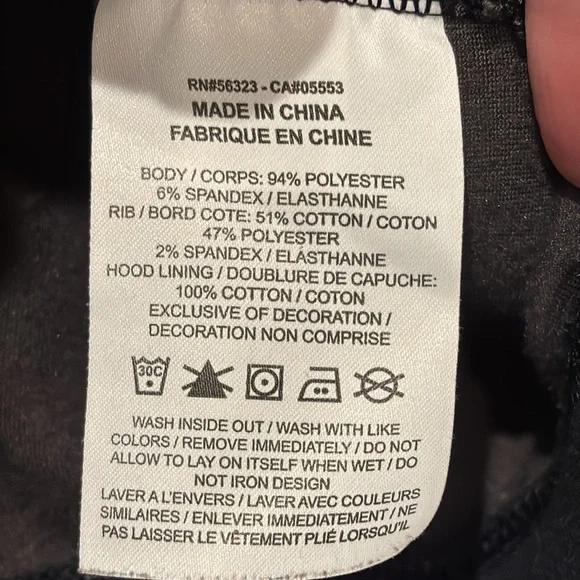 RN#56323 - CA#05553
MADE IN CHINA
FABRIQUE EN CHINE
BODY / CORPS: 94% POLYESTER
6% SPANDEX / ELASTHANNE
RIB / BORD COTE: 51% COTTON / COTON
47% POLYESTER
2% SPANDEX / ELASTHANNE
HOOD LINING / DOUBLURE DE CAPUCHE:
100% COTTON / COTON
EXCLUSIVE OF DECORATION /
DECORATION NON COMPRISE
30C
WASH INSIDE OUT / WASH WITH LIKE
COLORS / REMOVE IMMEDIATELY / DO NOT
ALLOW TO LAY ON ITSELF WHEN WET / DO
NOT IRON DESIGN
LAVER A L'ENVERS / LAVER AVEC COULEURS
SIMILAIRES / ENLEVER IMMEDIATEMENT / NE
PAS LAISSER LE VÊTEMENT PLIÉ LORSQU'IL